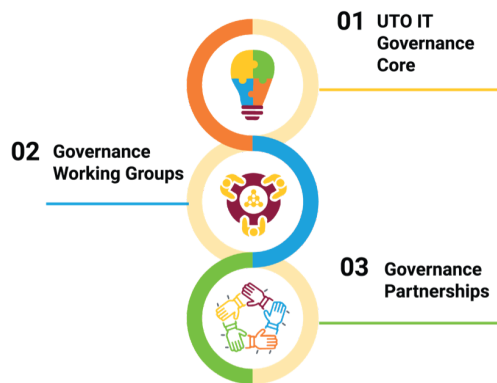 01 UTO IT
Governance
Core
02 Governance
Working Groups
03 Governance
Partnerships